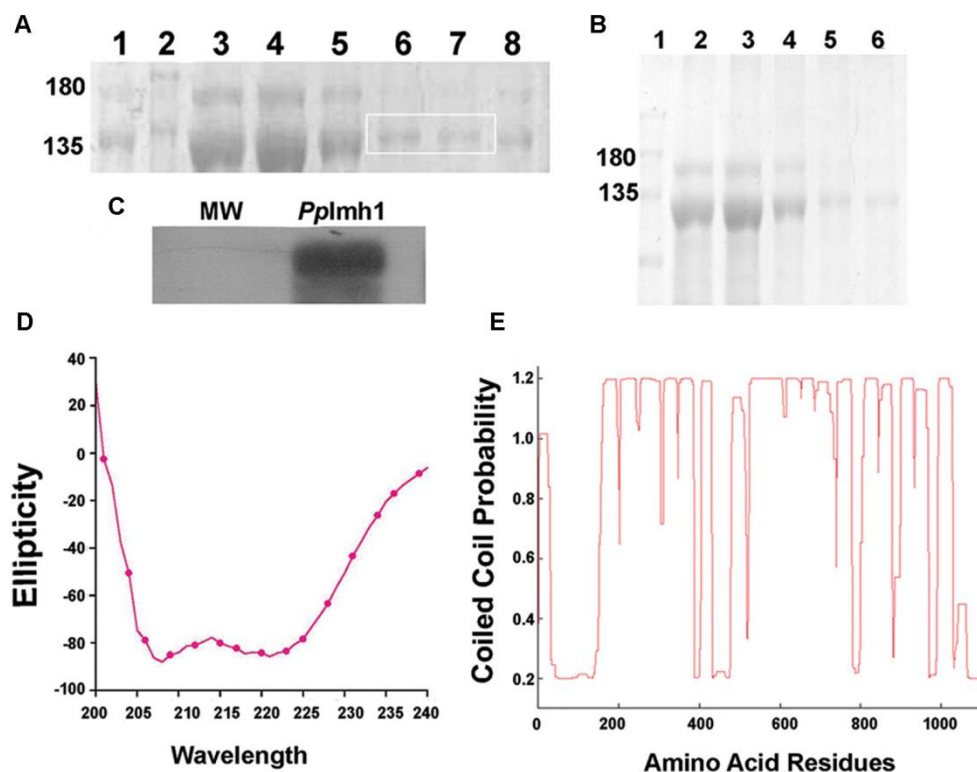 A
1 2 3 4 5 6 7 8
180
135
B
1 2 3 4 5 6
180
135
C
MW PpImh1
D
40
20
0
-20
-40
-60
-80
-100
Ellipticity
200 205 210 215 220 225 230 235 240
Wavelength
E
1.2
1.0
1.2
0.6
0.4
0.2
Coiled Coil Probability
0 200 400 600 800 1000
Amino Acid Residues